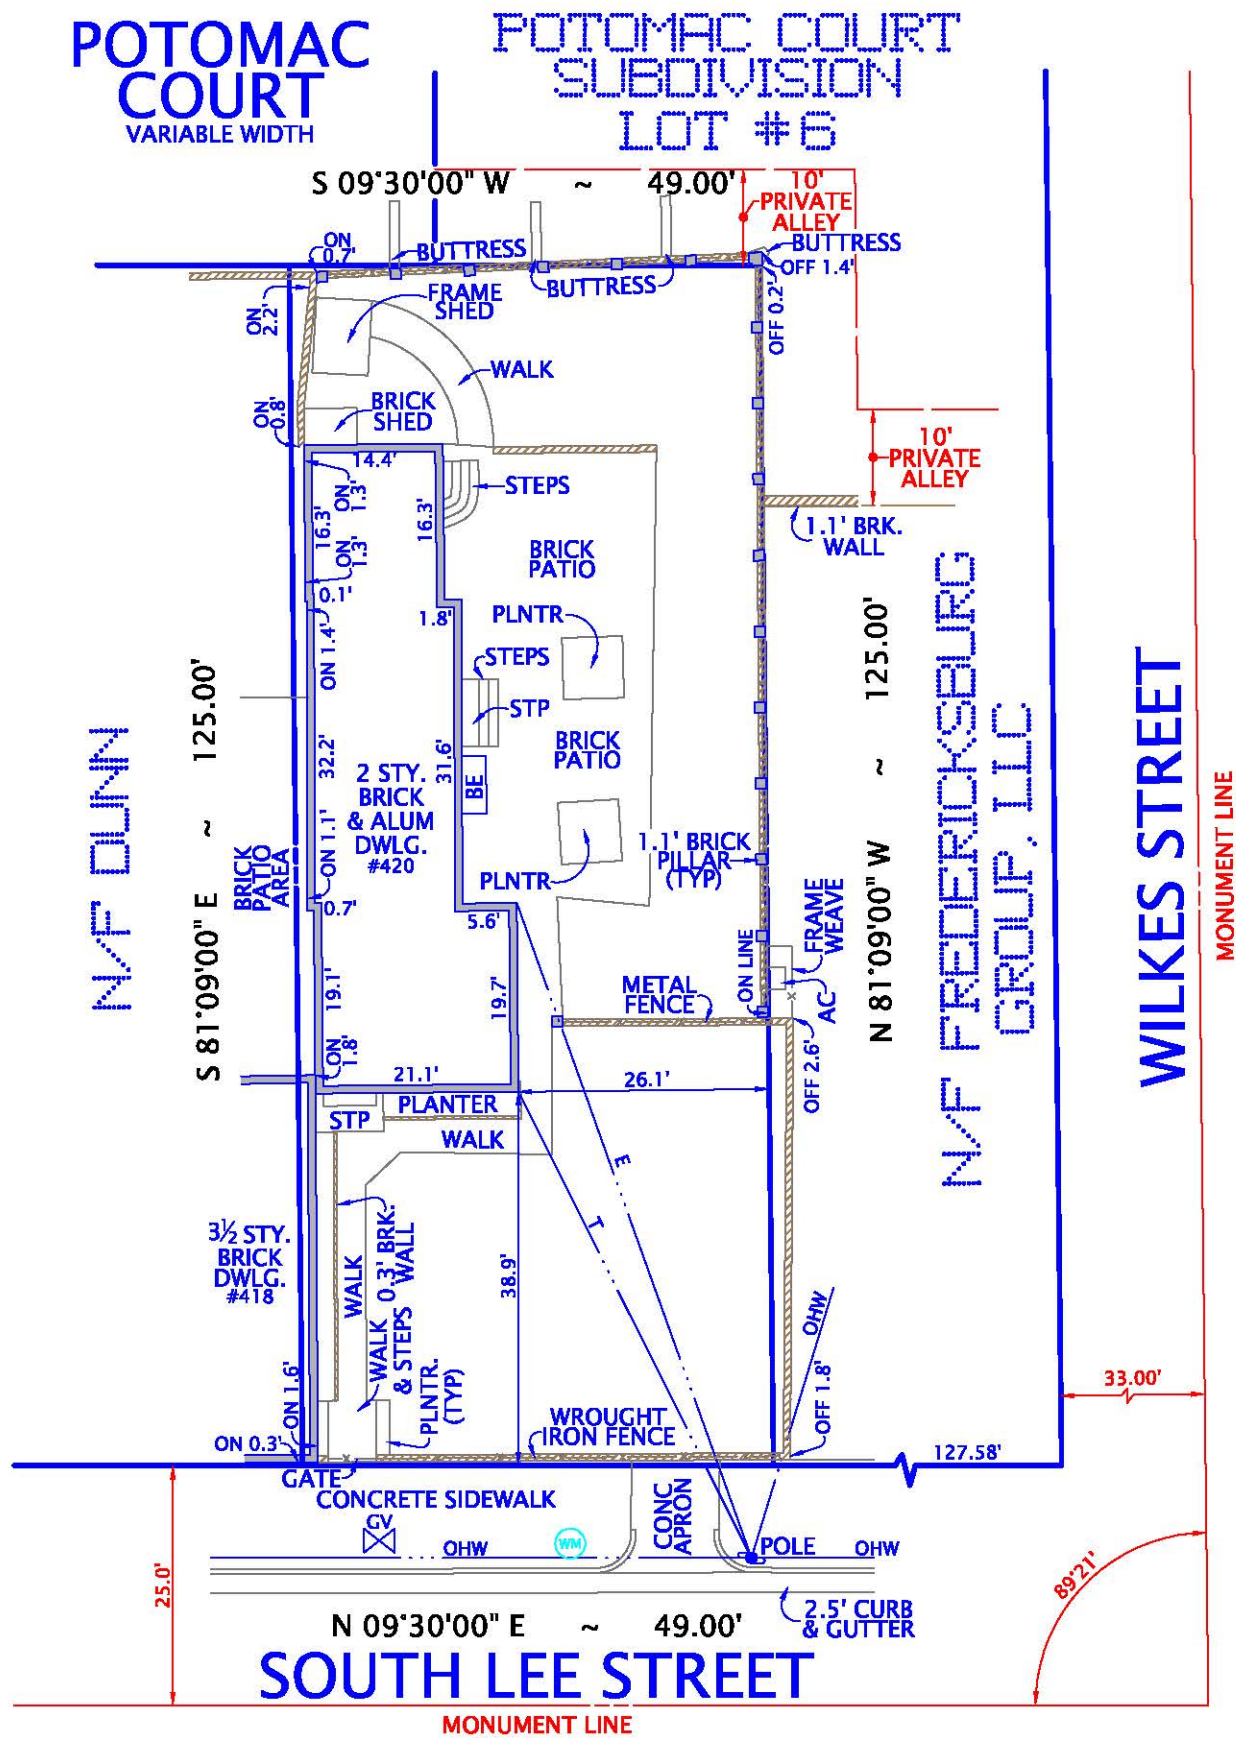 POTOMAC
COURT
VARIABLE WIDTH
POTOMAC COURT
SUBDIVISION
LOT #6
S 09°30'00" W ~ 49.00'
10'
PRIVATE
ALLEY
ON
0.7'
BUTTRESS
BUTTRESS
OFF 1.4'
BUTTRESS
FRAME
SHED
ON
2.2'
OFF 0.2'
WALK
ON
0.8'
BRICK
SHED
10'
PRIVATE
ALLEY
14.4'
ON
1.3'
STEPS
16.3'
16.3'
1.1' BRK.
WALL
ON
1.3'
BRICK
PATIO
0.1'
1.8'
PLNTR
ON 1.4'
STEPS
STP
125.00'
~
S 81°09'00" E
125.00'
~
N 81°09'00" W
N/F DUNN
N/F FREDERICKSBURG
GROUP, LLC
WILKES STREET
MONUMENT LINE
32.2'
31.6'
BRICK
PATIO
2 STY.
BRICK
& ALUM
DWLG.
#420
BE
ON 1.1'
BRICK
PATIO
AREA
1.1' BRICK
PILLAR
(TYP)
PLNTR
0.7'
5.6'
FRAME
WEAVE
ON LINE
19.1'
19.7'
METAL
FENCE
AC
ON
1.8'
OFF 2.6'
21.1'
26.1'
PLANTER
STP
WALK
E
T
3½ STY.
BRICK
DWLG.
#418
WALK
0.3' BRK.
WALL
WALK
& STEPS
38.9'
OHW
PLNTR.
(TYP)
ON 1.6'
OFF 1.8'
33.00'
WROUGHT
IRON FENCE
ON 0.3'
127.58'
GATE
CONCRETE SIDEWALK
CONC
APRON
GV
OHW
WM
POLE
OHW
25.0'
89°21'
2.5' CURB
& GUTTER
N 09°30'00" E ~ 49.00'
SOUTH LEE STREET
MONUMENT LINE